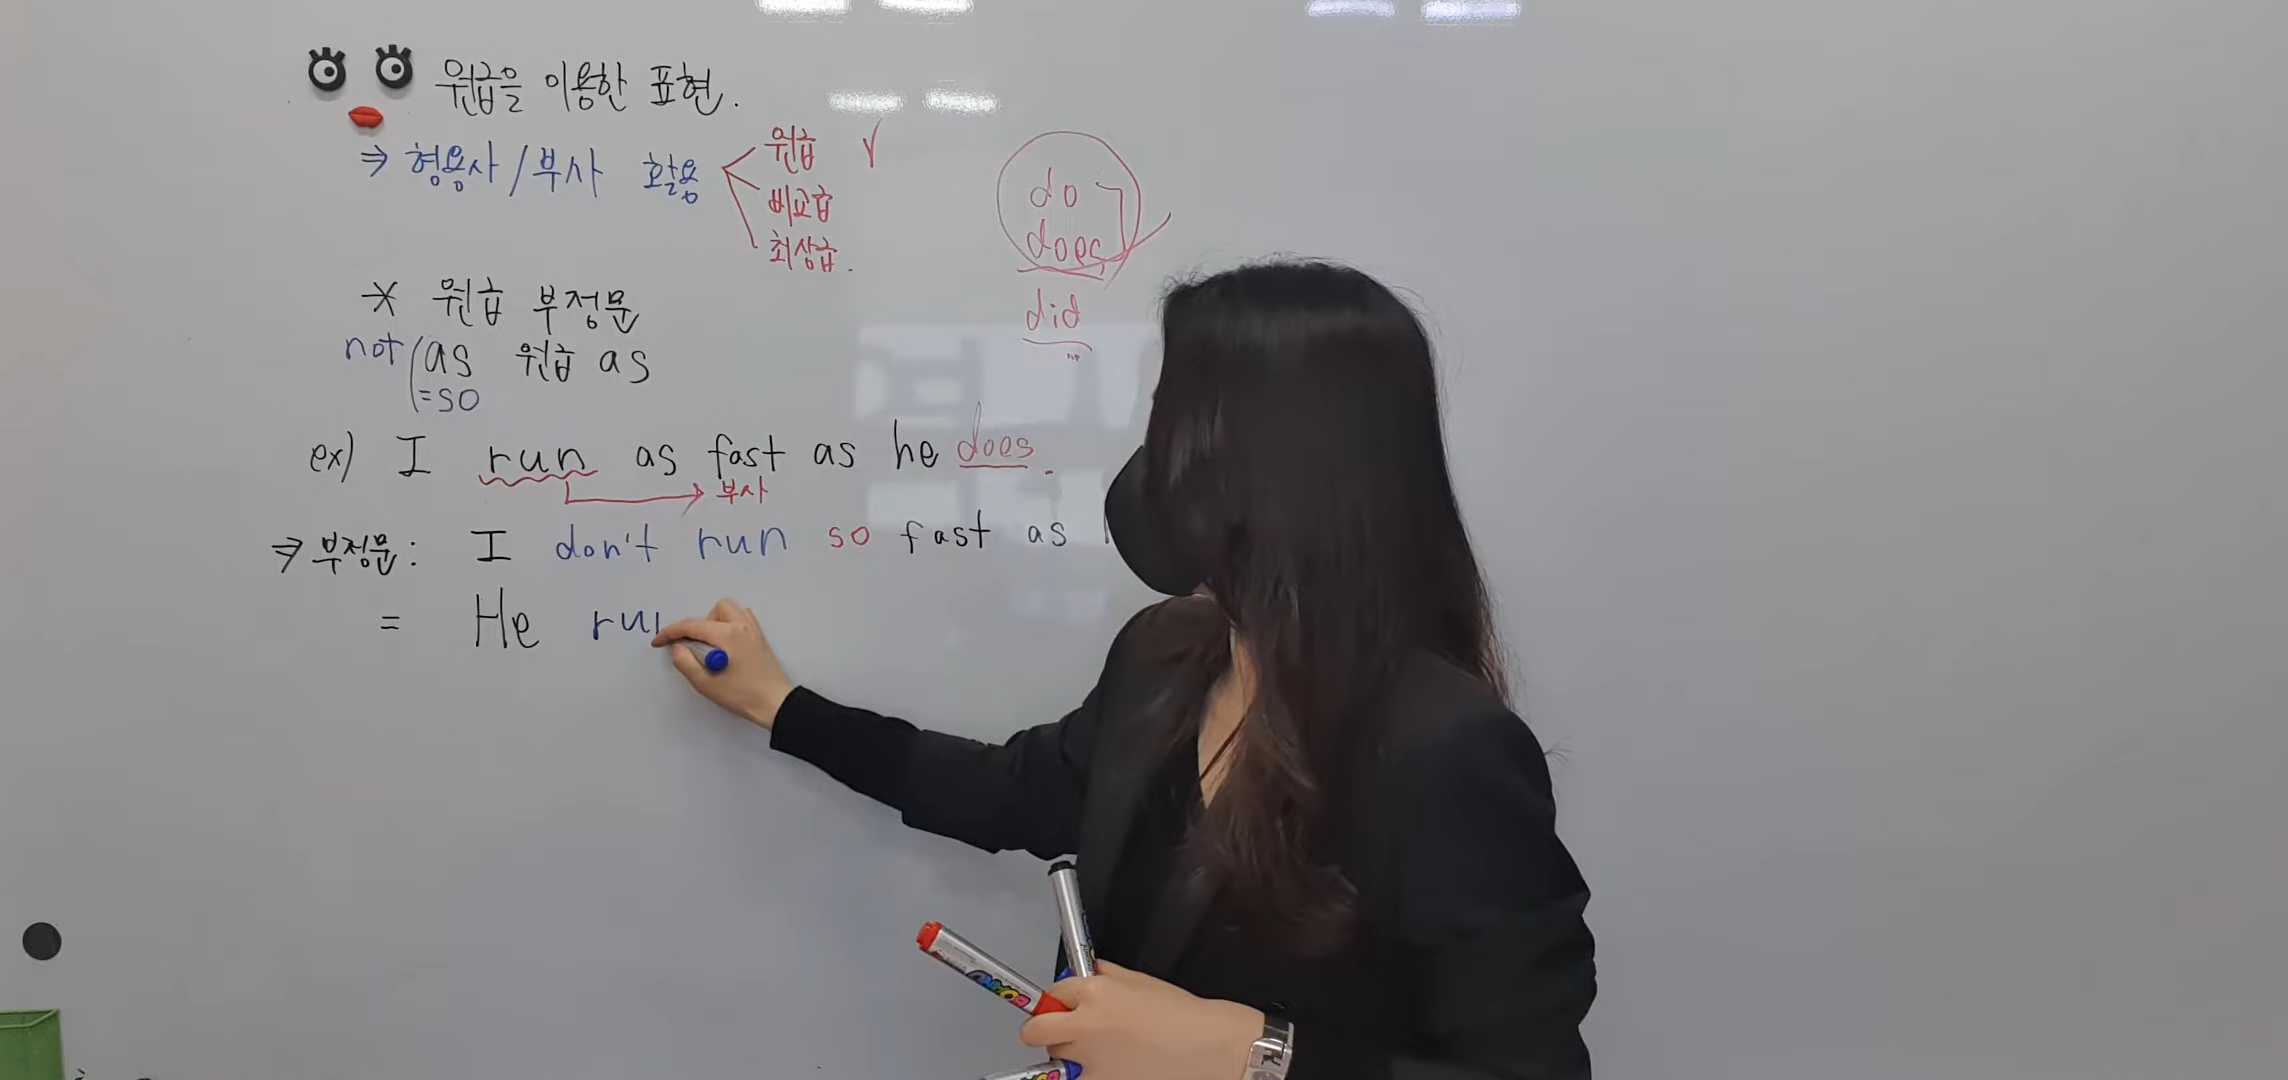 원급을 이용한 표현.
⇒ 형용사/부사 활용
원급 √
비교급
최상급.
do
does
did
* 원급 부정문
not (as 원급 as
=so
ex) I run as fast as he does.
부사
⇒ 부정문: I don't run so fast as
= He run